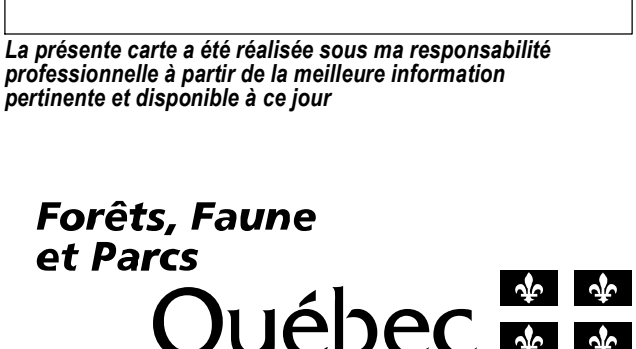 La présente carte a été réalisée sous ma responsabilité
professionnelle à partir de la meilleure information
pertinente et disponible à ce jour
Forêts, Faune
et Parcs
Québec